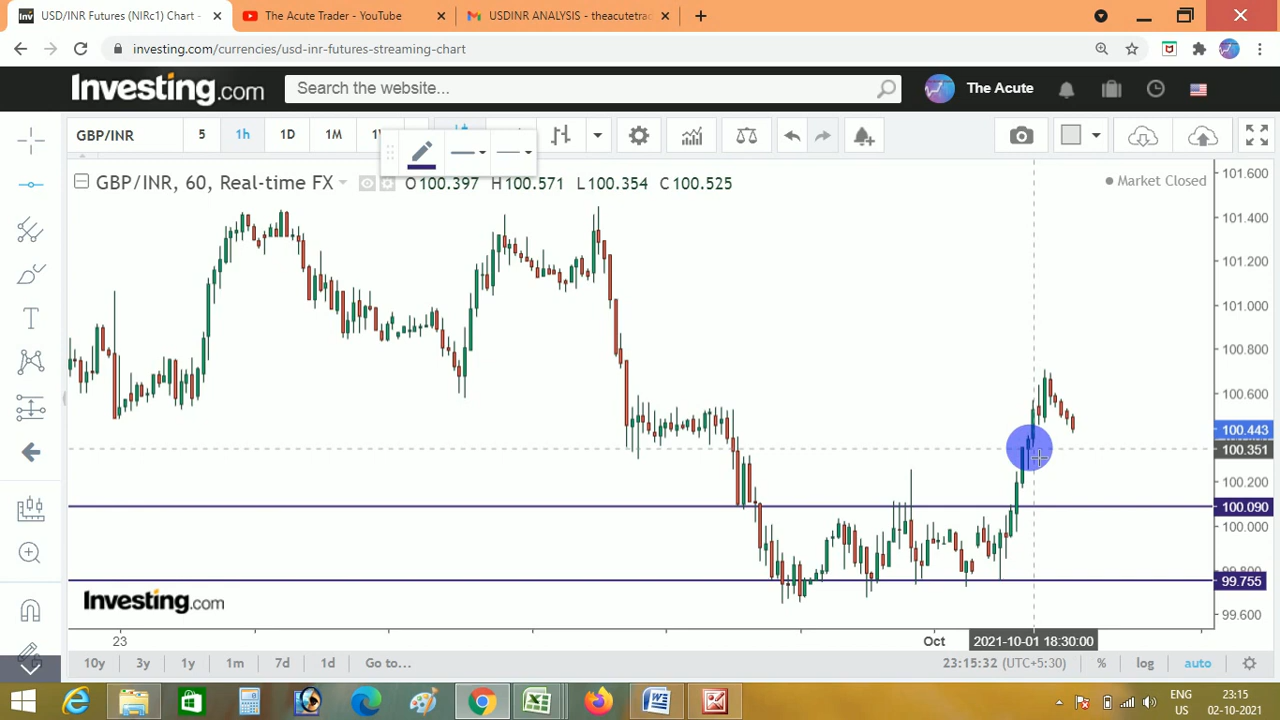 USD/INR Futures (NIRc1) Chart -
The Acute Trader - YouTube
USDINR ANALYSIS - theacutetrac
investing.com/currencies/usd-inr-futures-streaming-chart
Investing.com
Search the website...
The Acute
GBP/INR
5
1h
1D
1M
GBP/INR, 60, Real-time FX
O100.397 H100.571 L100.354 C100.525
Market Closed
101.600
101.400
101.200
101.000
100.800
100.600
100.443
100.351
100.200
100.090
100.000
99.755
99.600
Investing.com
23
Oct
2021-10-01 18:30:00
10y 3y 1y 1m 7d 1d Go to...
23:15:32 (UTC+5:30) % log auto
ENG
US
23:15
02-10-2021